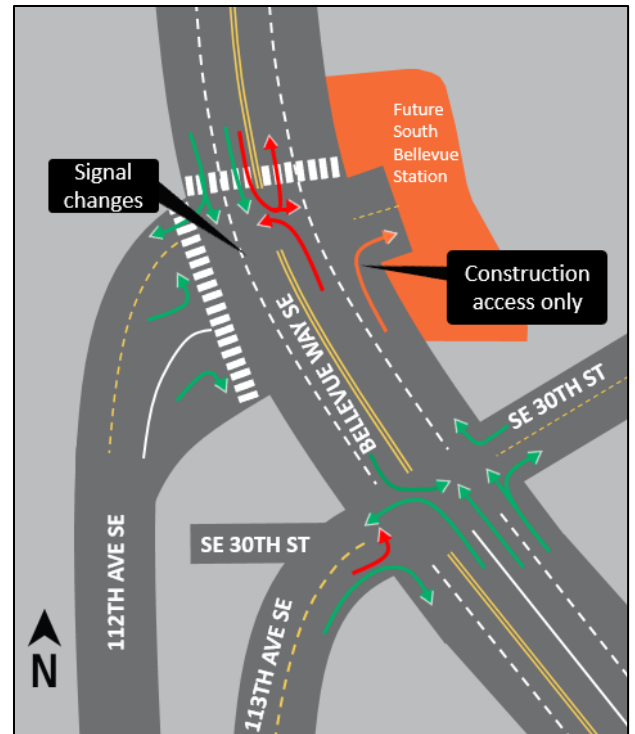 Future
South
Bellevue
Station
Signal
changes
Construction
access only
BELLEVUE WAY SE
SE 30TH ST
SE 30TH ST
112TH AVE SE
113TH AVE SE
N